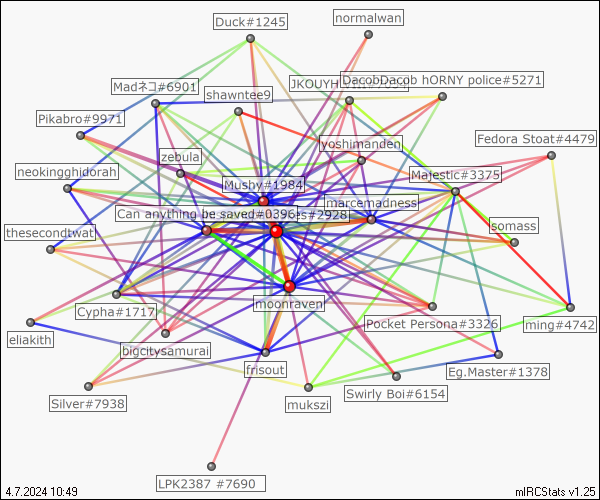 normalwan
Duck#1245
DacobDacob hORNY police#5271
Madネコ#6901
shawntee9
Pikabro#9971
Fedora Stoat#4479
yoshimanden
zebula
neokingghidorah
Majestic#3375
Mushy#1984
marcemadness
Can anything be saved#0396
#2928
somass
thesecondtwat
moonraven
Cypha#1717
Pocket Persona#3326
ming#4742
eliakith
bigcitysamurai
frisout
Eg.Master#1378
Swirly Boi#6154
Silver#7938
mukszi
LPK2387 #7690
4.7.2024 10:49
mIRCStats v1.25